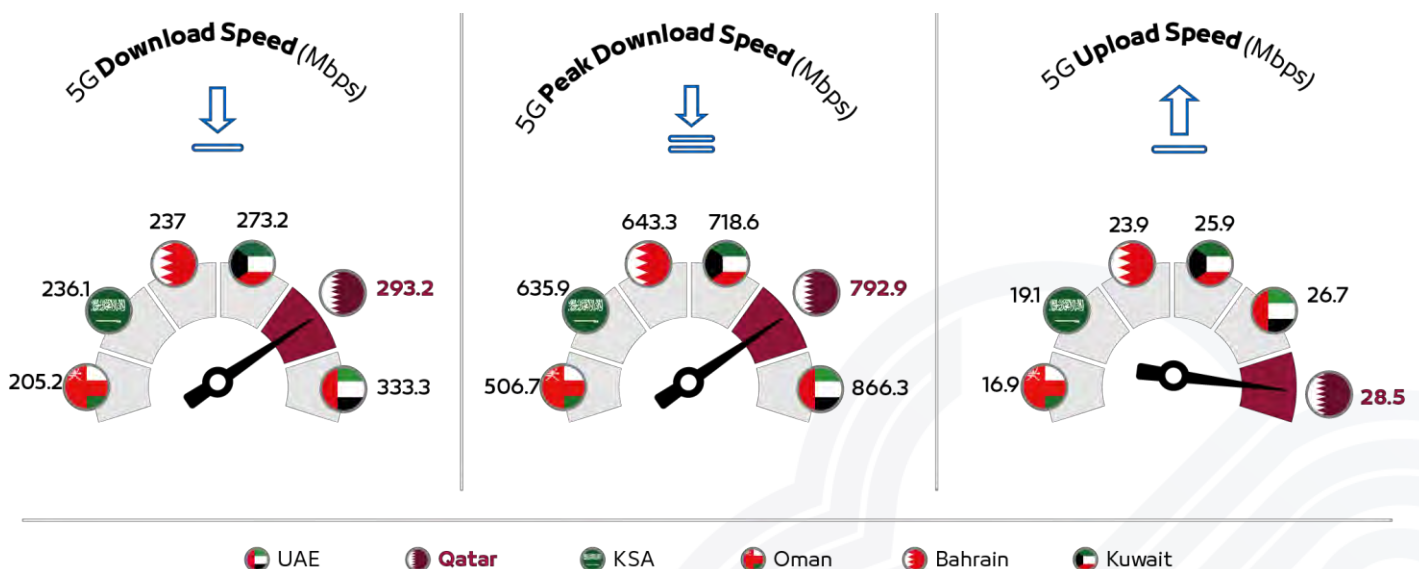 5G Download Speed (Mbps)
237
273.2
236.1
293.2
205.2
333.3
5G Peak Download Speed (Mbps)
643.3
718.6
635.9
792.9
506.7
866.3
5G Upload Speed (Mbps)
23.9
25.9
19.1
26.7
16.9
28.5
UAE
Qatar
KSA
Oman
Bahrain
Kuwait